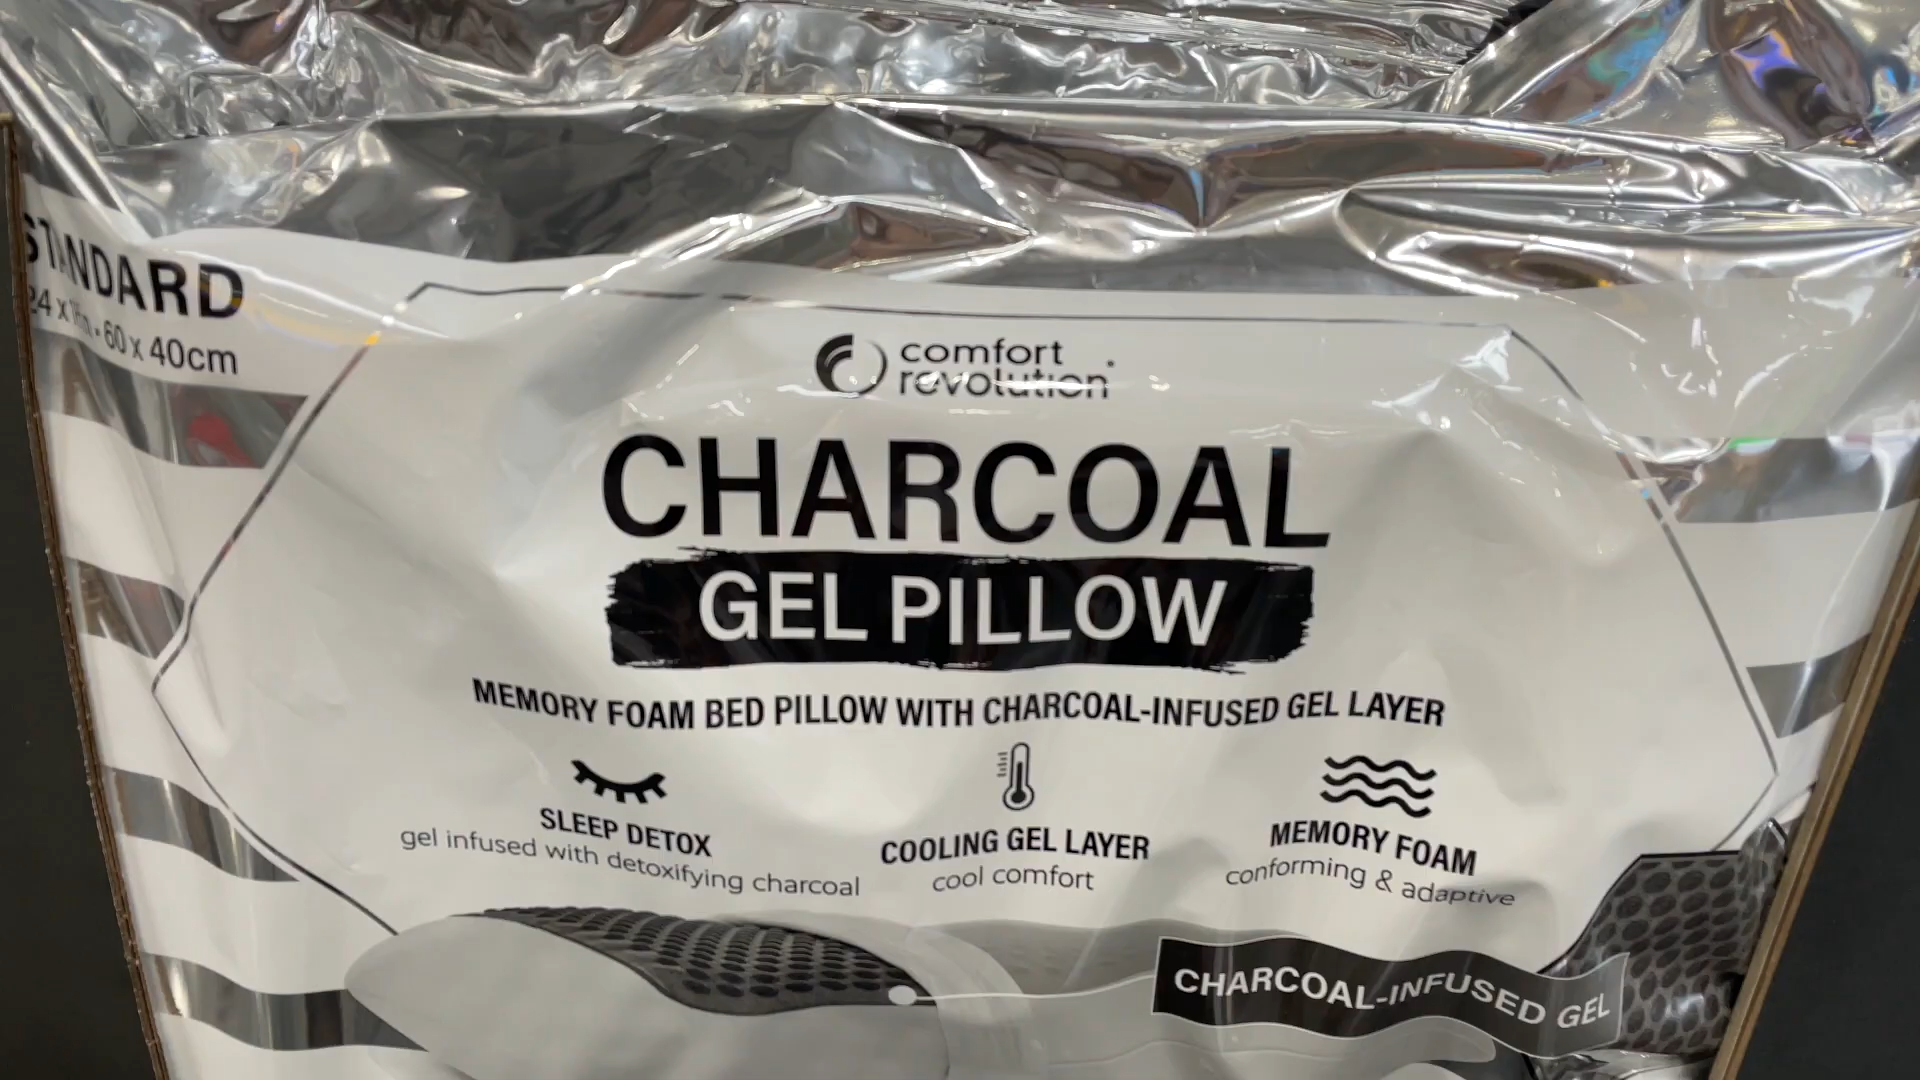 STANDARD
24 x 16in • 60 x 40cm
comfort
revolution
CHARCOAL
GEL PILLOW
MEMORY FOAM BED PILLOW WITH CHARCOAL-INFUSED GEL LAYER
SLEEP DETOX
gel infused with detoxifying charcoal
COOLING GEL LAYER
cool comfort
MEMORY FOAM
conforming & adaptive
CHARCOAL-INFUSED GEL